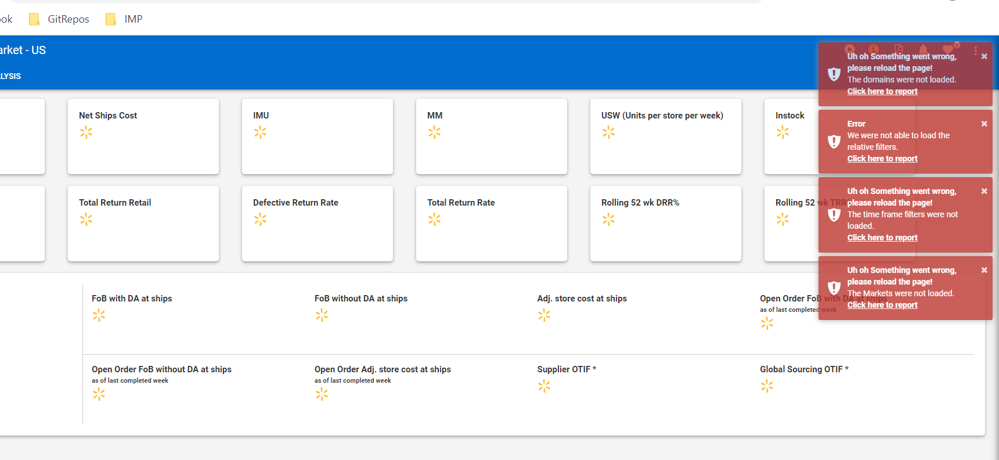 ook GitRepos IMP
arket - US
LYSIS
Net Ships Cost
IMU
MM
USW (Units per store per week)
Instock
Total Return Retail
Defective Return Rate
Total Return Rate
Rolling 52 wk DRR%
Rolling 52 wk TRR%
FoB with DA at ships
FoB without DA at ships
Adj. store cost at ships
Open Order FoB with DA at ships
as of last completed week
Open Order FoB without DA at ships
as of last completed week
Open Order Adj. store cost at ships
as of last completed week
Supplier OTIF *
Global Sourcing OTIF *
Uh oh Something went wrong,
please reload the page!
The domains were not loaded.
Click here to report
Error
We were not able to load the
relative filters.
Click here to report
Uh oh Something went wrong,
please reload the page!
The time frame filters were not
loaded.
Click here to report
Uh oh Something went wrong,
please reload the page!
The Markets were not loaded.
Click here to report